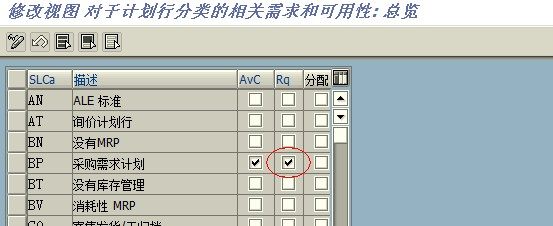 修改视图 对于计划行分类的相关需求和可用性: 总览
SLCa 描述 AvC Rq 分配
AN ALE 标准
AT 询价计划行
BN 没有MRP
BP 采购需求计划
BT 没有库存管理
BV 消耗性 MRP